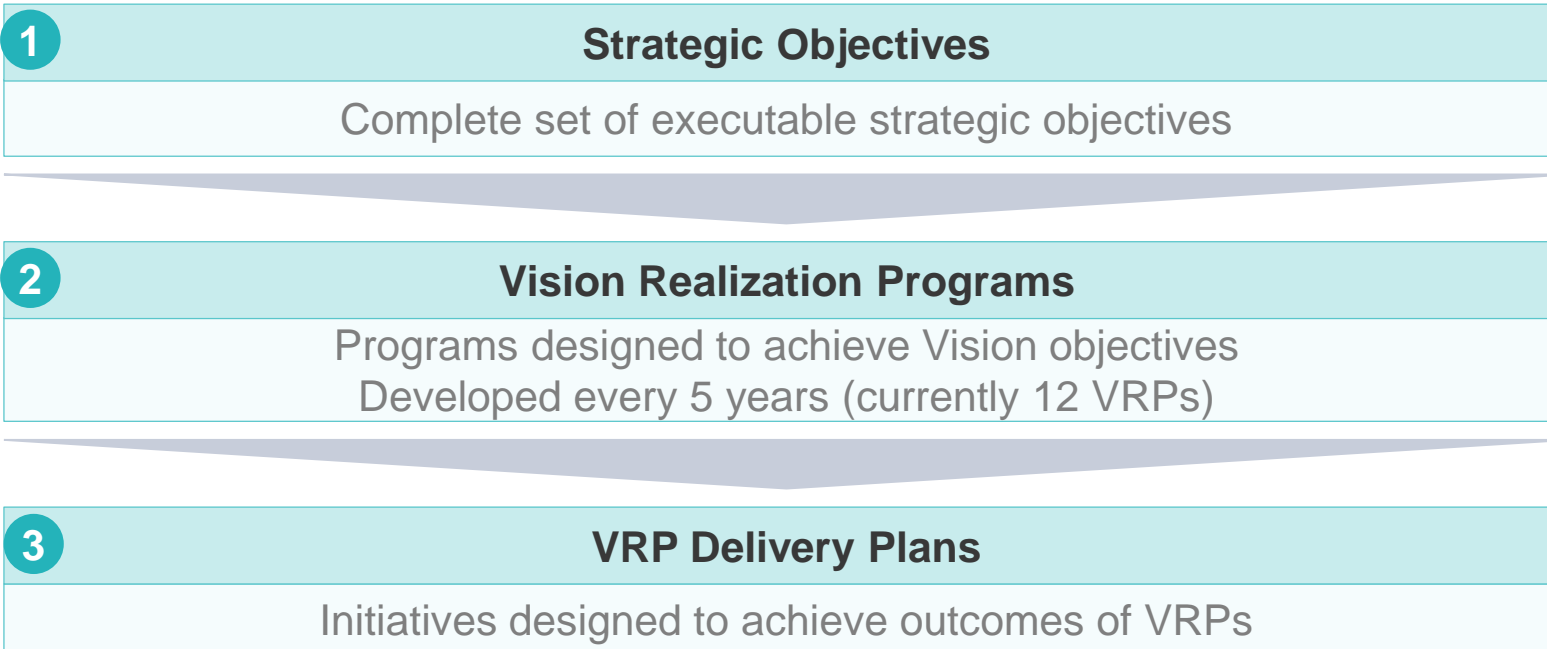 1
Strategic Objectives
Complete set of executable strategic objectives
2
Vision Realization Programs
Programs designed to achieve Vision objectives
Developed every 5 years (currently 12 VRPs)
3
VRP Delivery Plans
Initiatives designed to achieve outcomes of VRPs